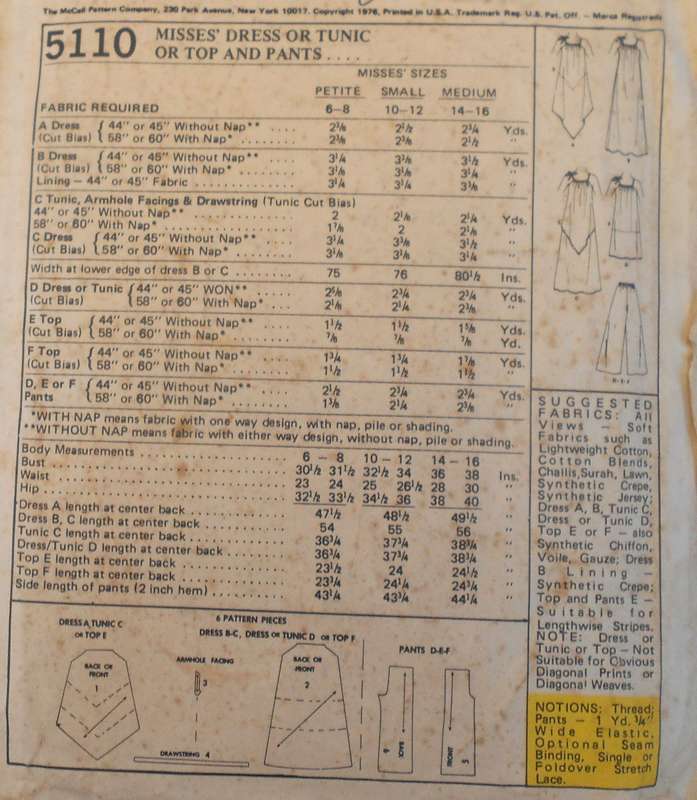 The McCall Pattern Company, 230 Park Avenue, New York 10017. Copyright 1976, Printed in U.S.A. Trademark Reg. U.S. Pat. Off. — Marca Registrada
5110 MISSES' DRESS OR TUNIC
OR TOP AND PANTS . . . .
MISSES' SIZES
PETITE SMALL MEDIUM
FABRIC REQUIRED 6–8 10–12 14–16
A Dress { 44" or 45" Without Nap** . . . . 2⅜ 2½ 2¾ Yds.
(Cut Bias) { 58" or 60" With Nap* . . . . . . . 2⅜ 2⅜ 2½ "
B Dress { 44" or 45" Without Nap** . . . . 3¼ 3⅜ 3½ Yds.
(Cut Bias) { 58" or 60" With Nap* . . . . . . . 3⅛ 3⅛ 3¼ "
Lining – 44" or 45" Fabric . . . . . . . . . . . . 3¼ 3¼ 3⅜ "
C Tunic, Armhole Facings & Drawstring (Tunic Cut Bias)
44" or 45" Without Nap** . . . . . . . . . . . . 2 2⅛ 2¼ Yds.
58" or 60" With Nap* . . . . . . . . . . . . . . . 1⅞ 2 2⅛ "
C Dress { 44" or 45" Without Nap** . . . . 3¼ 3⅜ 3½ "
(Cut Bias) { 58" or 60" With Nap* . . . . . . . 3⅛ 3⅛ 3¼ "
Width at lower edge of dress B or C . . . . . . . . 75 76 80½ Ins.
D Dress or Tunic { 44" or 45" WON** . . . . 2⅝ 2¾ 2¾ Yds.
(Cut Bias) { 58" or 60" With Nap* . 2⅛ 2¼ 2¼ "
E Top { 44" or 45" Without Nap** . . . . 1½ 1½ 1⅝ Yds.
(Cut Bias) { 58" or 60" With Nap* . . . . . . ⅞ ⅞ ⅞ Yd.
F Top { 44" or 45" Without Nap** . . . . 1¾ 1¾ 1⅞ Yds.
(Cut Bias) { 58" or 60" With Nap* . . . . . . 1½ 1½ 1½ "
D, E or F { 44" or 45" Without Nap** . . . . 2½ 2¾ 2¾ Yds.
Pants { 58" or 60" With Nap* . . . . . . 1⅜ 2¼ 2⅜ "
*WITH NAP means fabric with one way design, with nap, pile or shading.
**WITHOUT NAP means fabric with either way design, without nap, pile or shading.
Body Measurements 6 – 8 10 – 12 14 – 16
Bust . . . . . . . . 30½ 31½ 32½ 34 36 38 Ins.
Waist . . . . . . . . 23 24 25 26½ 28 30 "
Hip . . . . . . . . 32½ 33½ 34½ 36 38 40 "
Dress A length at center back . . . . . . . . 47½ 48½ 49½ "
Dress B, C length at center back . . . . . . . . 54 55 56 "
Tunic C length at center back . . . . . . . . 36¾ 37¾ 38¾ "
Dress/Tunic D length at center back . . . . . . . . 36¾ 37¾ 38¾ "
Top E length at center back . . . . . . . . 23½ 24 24½ "
Top F length at center back . . . . . . . . 23¾ 24¼ 24¾ "
Side length of pants (2 inch hem) . . . . . . . . 43¼ 43¾ 44¼ "
SUGGESTED
FABRICS: All
Views – Soft
Fabrics such as
Lightweight Cotton,
Cotton Blends,
Challis, Surah, Lawn,
Synthetic Crepe,
Synthetic Jersey;
Dress A, B, Tunic C,
Dress or Tunic D,
Top E or F – also
Synthetic Chiffon,
Voile, Gauze; Dress
B Lining –
Synthetic Crepe;
Top and Pants E –
Suitable for
Lengthwise Stripes.
NOTE: Dress or
Tunic or Top – Not
Suitable for Obvious
Diagonal Prints or
Diagonal Weaves.
NOTIONS: Thread;
Pants – 1 Yd. ¾"
Wide Elastic,
Optional Seam
Binding, Single or
Foldover Stretch
Lace.
6 PATTERN PIECES
DRESS A, TUNIC C
OR TOP E
DRESS B-C, DRESS OR TUNIC D OR TOP F
PANTS D-E-F
BACK OR
FRONT
1
ARMHOLE FACING
3
BACK OR
FRONT
2
BACK
6
FRONT
5
DRAWSTRING 4